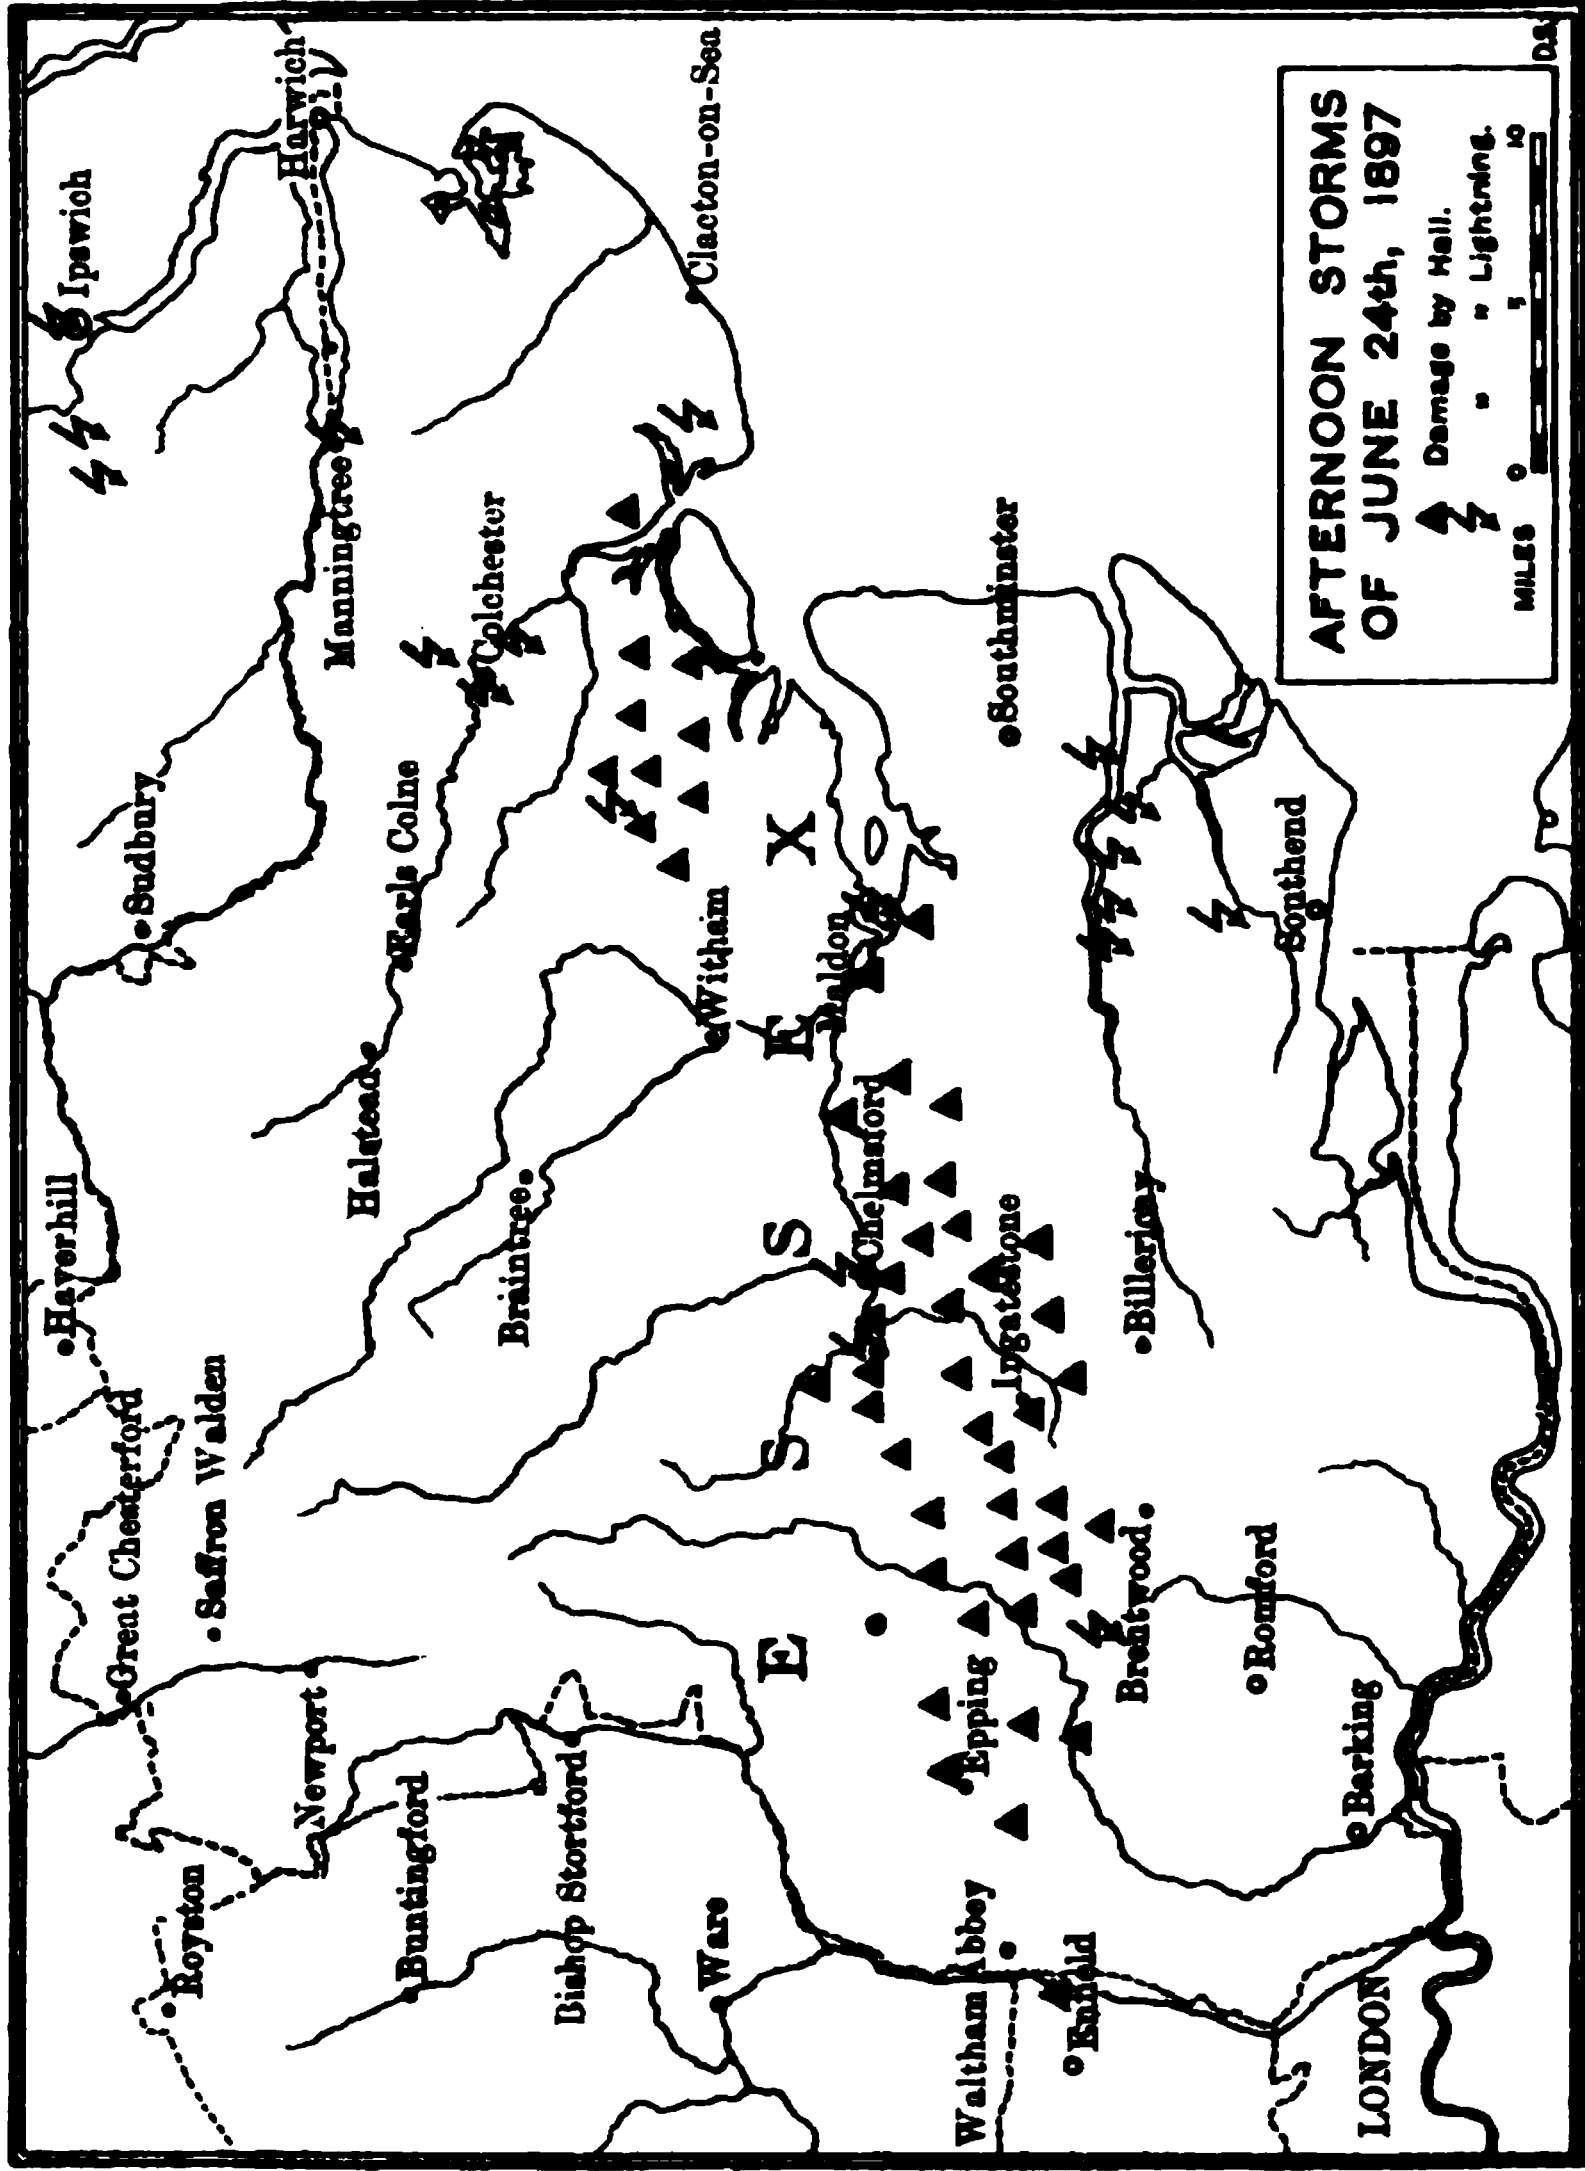 AFTERNOON STORMS
OF JUNE 24th, 1897
Damage by Hail.
" " Lightning.
MILES 0 5 10
D.S.
Haverhill
Great Chesterford
Saffron Walden
Royston
Newport
Buntingford
Bishop Stortford
Ware
Sudbury
Halstead
Earls Colne
Braintree
Ipswich
Harwich
Manningtree
Colchester
Clacton-on-Sea
Witham
Maldon
ESSEX
Chelmsford
Ingatestone
Southminster
Billericay
Southend
Epping
Waltham Abbey
Enfield
Brentwood
Romford
Barking
LONDON